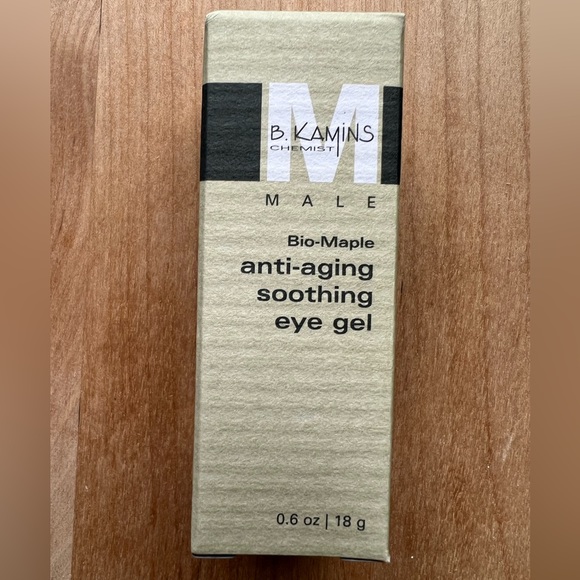 M
B. KAMiNS
CHEMIST
MALE
Bio-Maple
anti-aging
soothing
eye gel
0.6 oz | 18 g